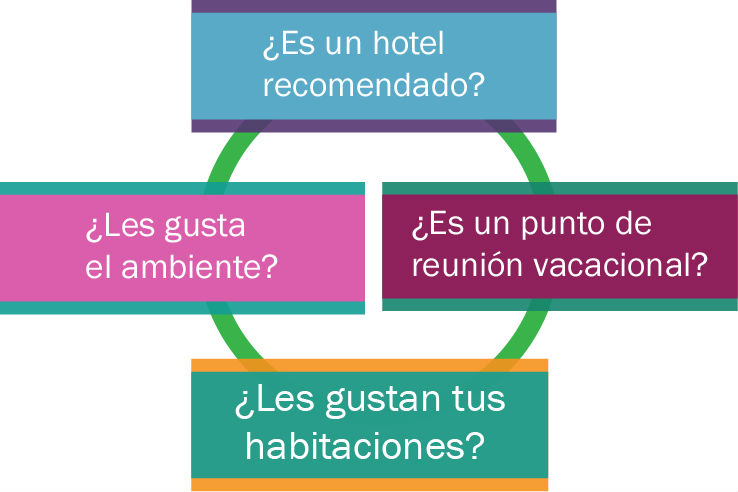 ¿Es un hotel
recomendado?
¿Les gusta
el ambiente?
¿Es un punto de
reunión vacacional?
¿Les gustan tus
habitaciones?